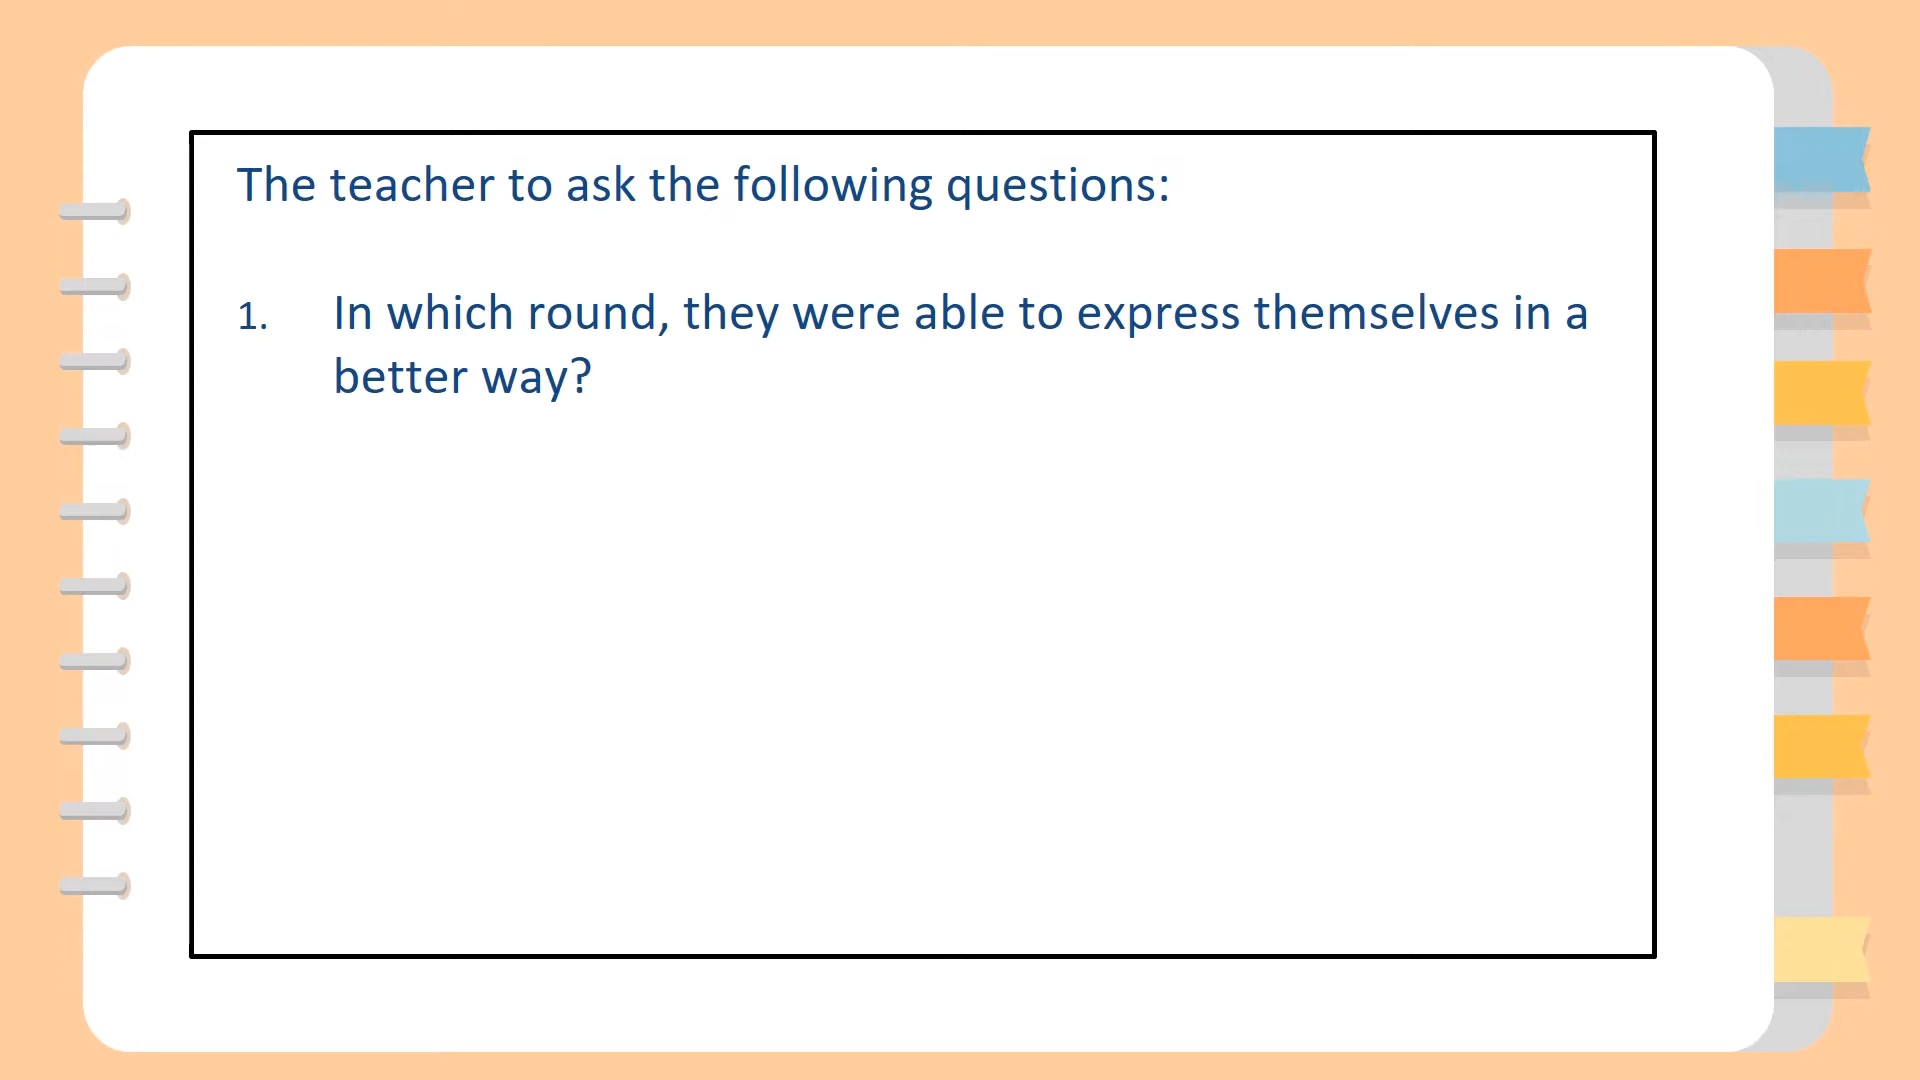 The teacher to ask the following questions:
1. In which round, they were able to express themselves in a
better way?